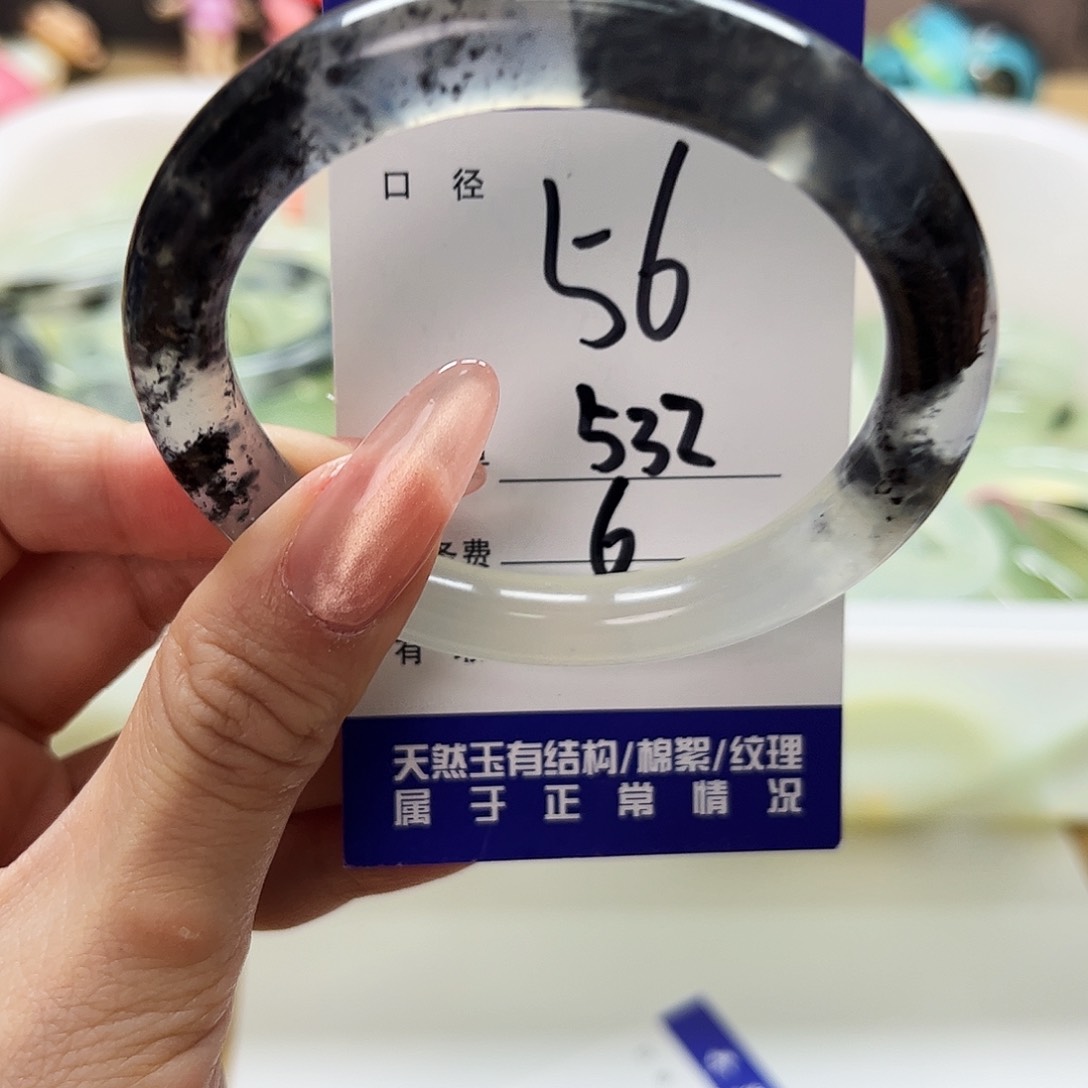 口 径 56
532
费 6
有
天然玉有结构/棉絮/纹理
属 于 正 常 情 况